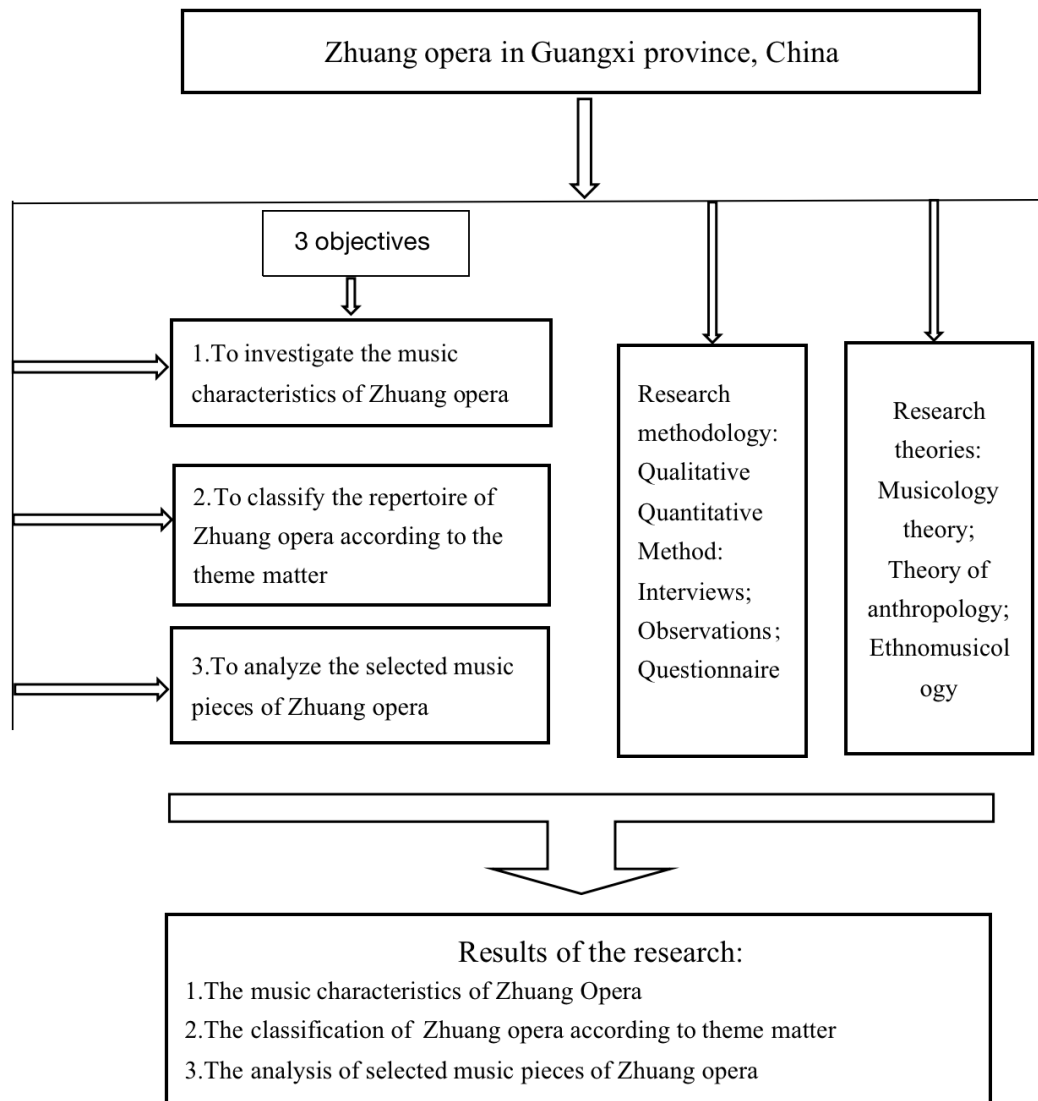 Zhuang opera in Guangxi province, China
3 objectives
1.To investigate the music
characteristics of Zhuang opera
2.To classify the repertoire of
Zhuang opera according to the
theme matter
3.To analyze the selected music
pieces of Zhuang opera
Research
methodology:
Qualitative
Quantitative
Method:
Interviews;
Observations;
Questionnaire
Research
theories:
Musicology
theory;
Theory of
anthropology;
Ethnomusicol
ogy
Results of the research:
1.The music characteristics of Zhuang Opera
2.The classification of Zhuang opera according to theme matter
3.The analysis of selected music pieces of Zhuang opera